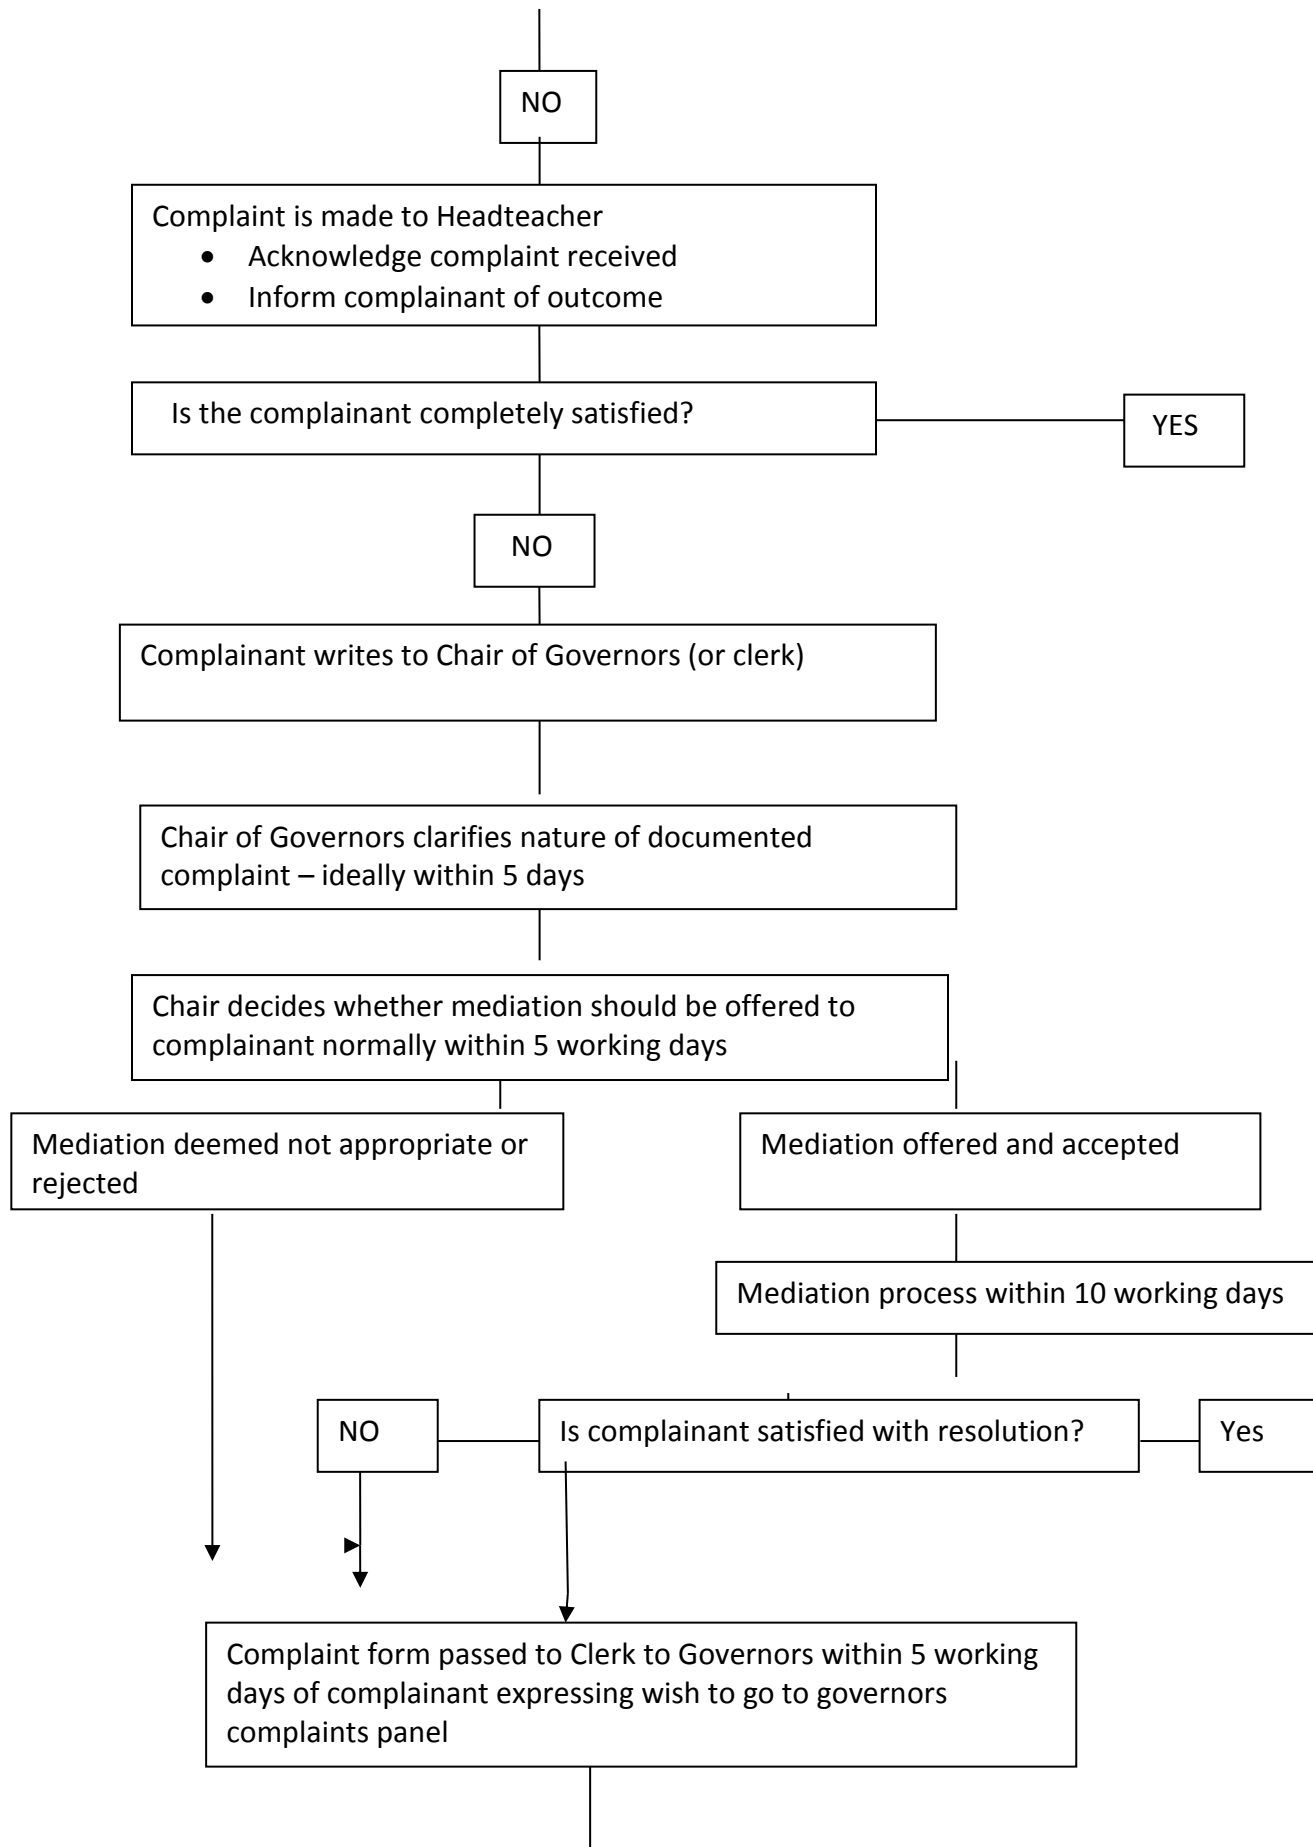 NO
Complaint is made to Headteacher
• Acknowledge complaint received
• Inform complainant of outcome
Is the complainant completely satisfied?
YES
NO
Complainant writes to Chair of Governors (or clerk)
Chair of Governors clarifies nature of documented
complaint – ideally within 5 days
Chair decides whether mediation should be offered to
complainant normally within 5 working days
Mediation deemed not appropriate or
rejected
Mediation offered and accepted
Mediation process within 10 working days
NO
Is complainant satisfied with resolution?
Yes
Complaint form passed to Clerk to Governors within 5 working
days of complainant expressing wish to go to governors
complaints panel